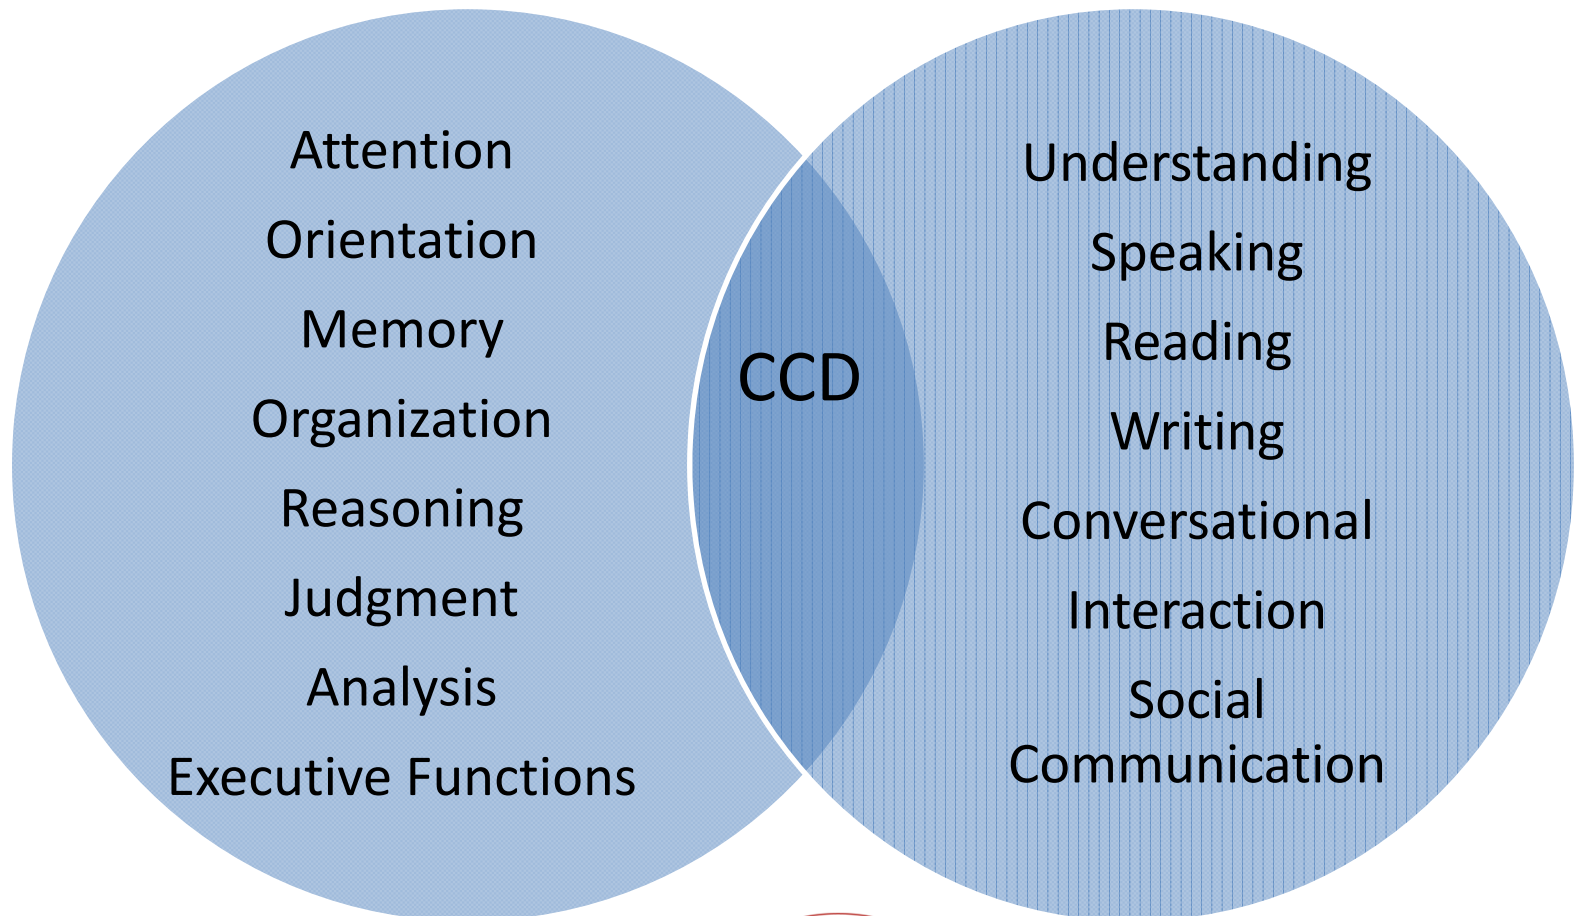 Attention
Orientation
Memory
Organization
Reasoning
Judgment
Analysis
Executive Functions
CCD
Understanding
Speaking
Reading
Writing
Conversational
Interaction
Social
Communication